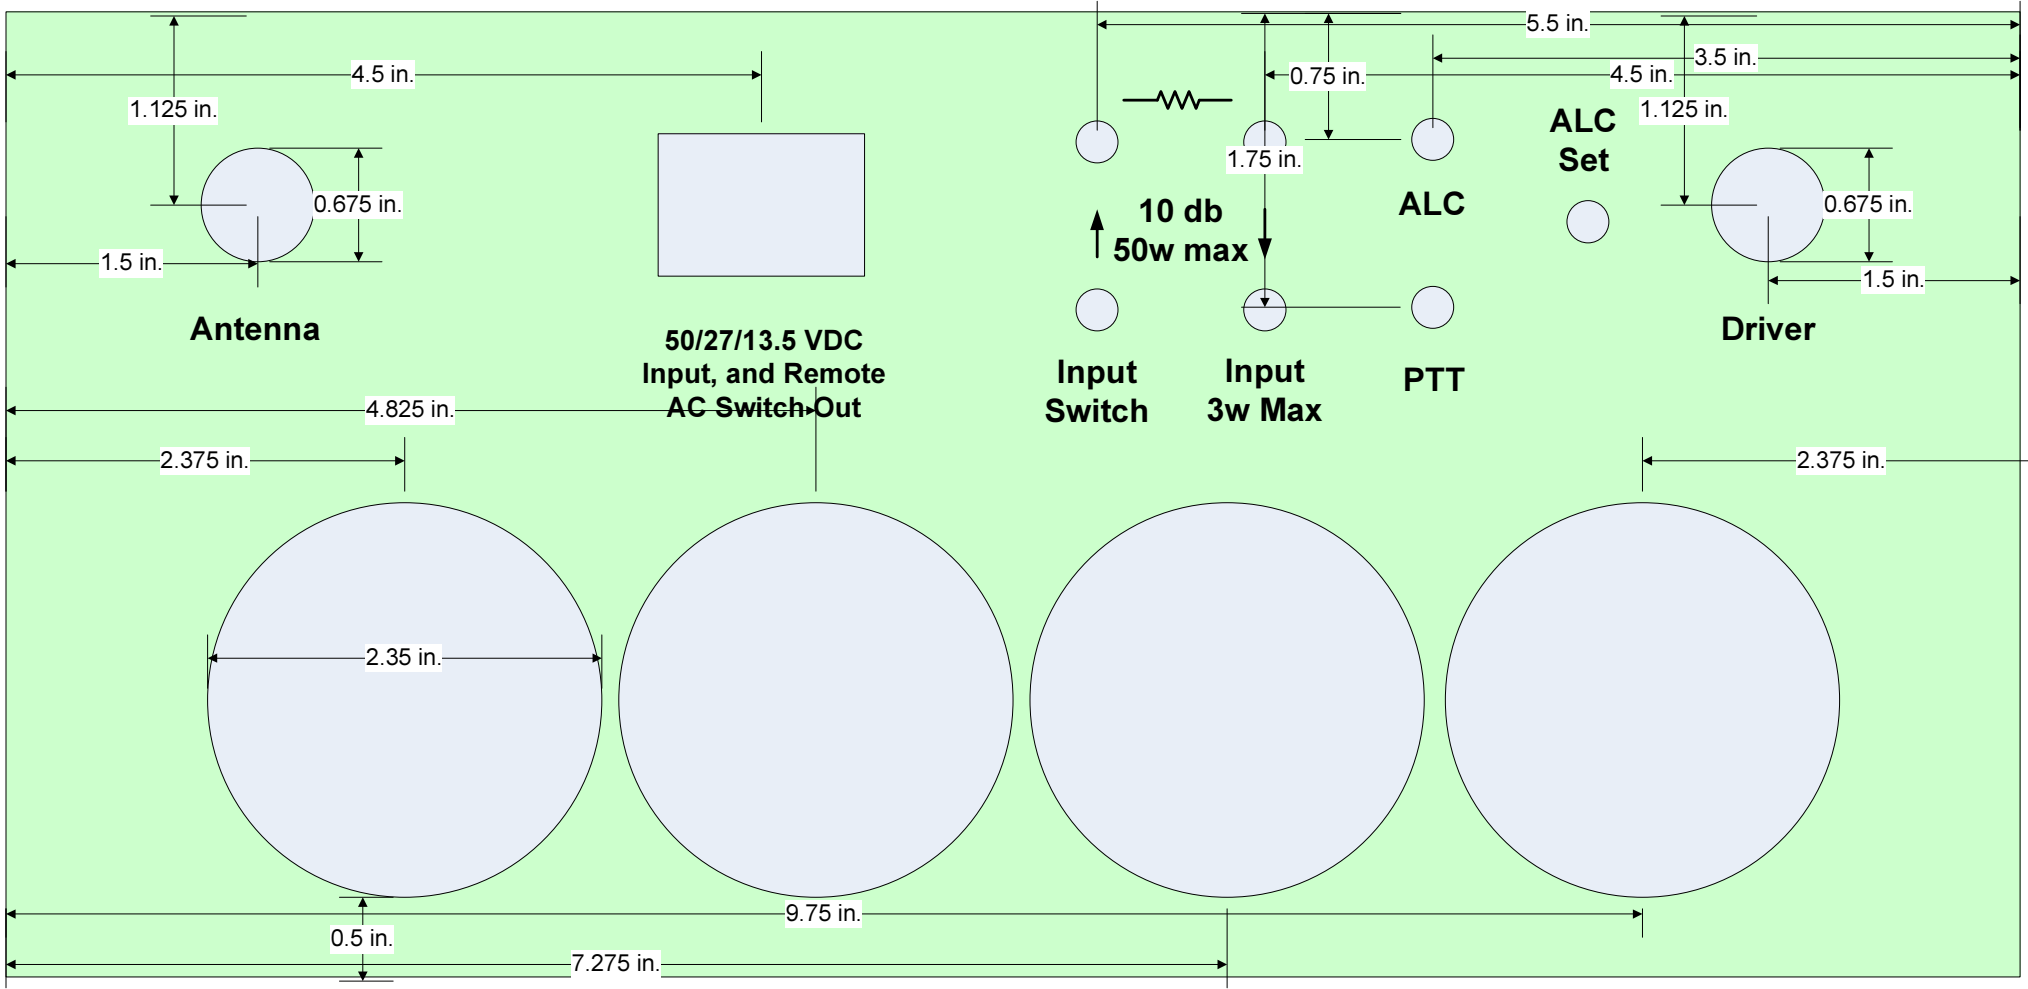 5.5 in.
3.5 in.
4.5 in.
0.75 in.
4.5 in.
1.125 in.
1.125 in.
ALC
Set
1.75 in.
0.675 in.
10 db
50w max
ALC
0.675 in.
1.5 in.
1.5 in.
Antenna
50/27/13.5 VDC
Input, and Remote
AC Switch Out
Input
Switch
Input
3w Max
PTT
Driver
4.825 in.
2.375 in.
2.375 in.
2.35 in.
9.75 in.
0.5 in.
7.275 in.